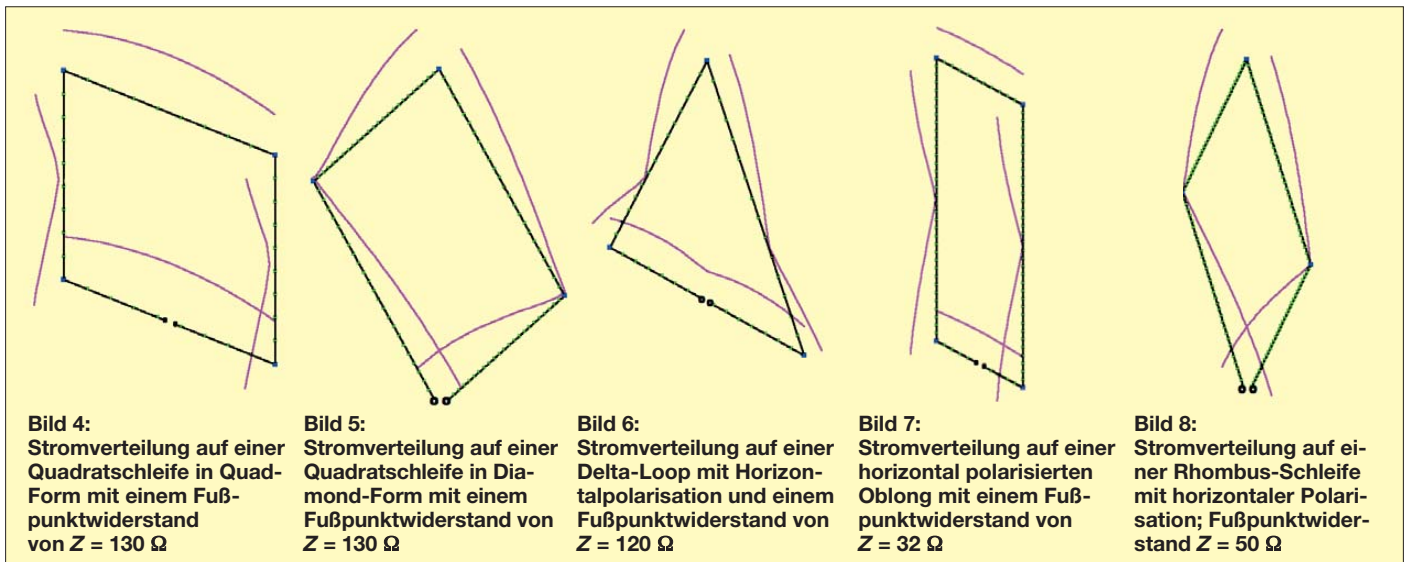 Bild 4:
Stromverteilung auf einer
Quadratschleife in Quad-
Form mit einem Fuß-
punktwiderstand
von Z = 130 Ω
Bild 5:
Stromverteilung auf einer
Quadratschleife in Dia-
mond-Form mit einem
Fußpunktwiderstand von
Z = 130 Ω
Bild 6:
Stromverteilung auf einer
Delta-Loop mit Horizon-
talpolarisation und einem
Fußpunktwiderstand von
Z = 120 Ω
Bild 7:
Stromverteilung auf einer
horizontal polarisierten
Oblong mit einem Fuß-
punktwiderstand von
Z = 32 Ω
Bild 8:
Stromverteilung auf ei-
ner Rhombus-Schleife
mit horizontaler Polari-
sation; Fußpunktwider-
stand Z = 50 Ω